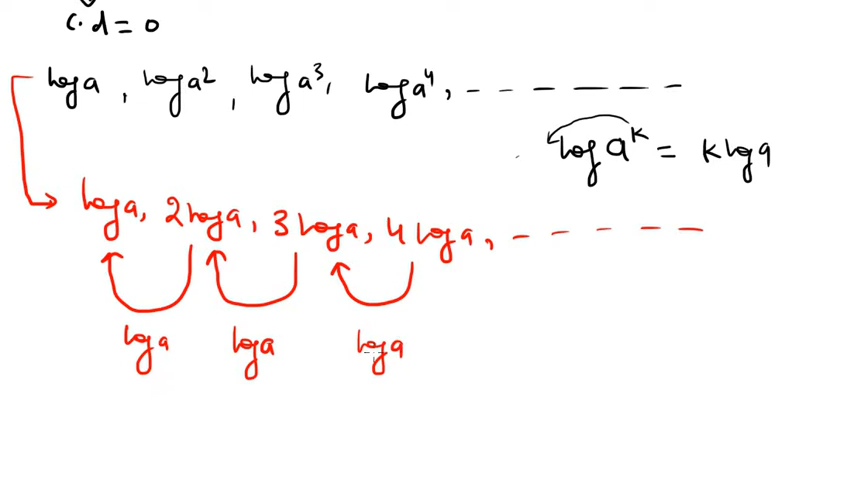 c.d = 0
log a, log a², log a³, log a⁴, - - - - - -
log aᵏ = k log a
log a, 2 log a, 3 log a, 4 log a, - - - - -
log a log a log a